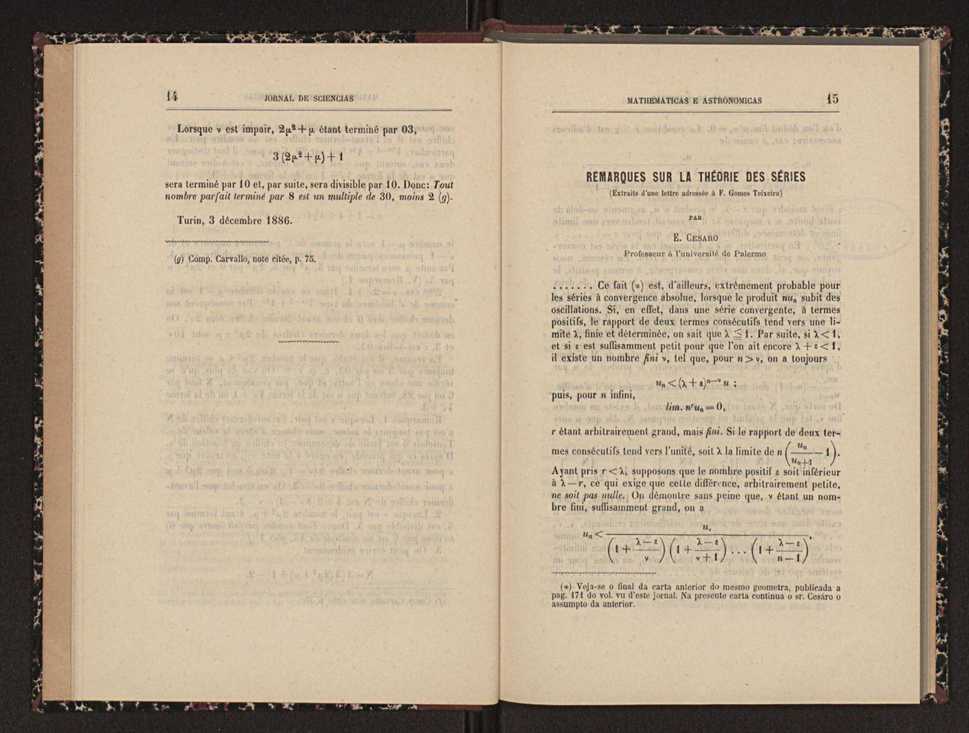 14
JORNAL DE SCIENCIAS
Lorsque ν est impair, 2μ² + μ étant terminé par 03,
3 (2μ² + μ) + 1
sera terminé par 10 et, par suite, sera divisible par 10. Donc: Tout
nombre parfait terminé par 8 est un multiple de 30, moins 2 (g).
Turin, 3 décembre 1886.
(g) Comp. Carvallo, note citée, p. 75.
MATHEMATICAS E ASTRONOMICAS
15
REMARQUES SUR LA THÉORIE DES SÉRIES
(Extraits d'une lettre adressée à F. Gomes Teixeira)
PAR
E. CESARO
Professeur à l'université de Palermo
. . . . . . . Ce fait (*) est, d'ailleurs, extrêmement probable pour
les séries à convergence absolue, lorsque le produit nuₙ subit des
oscillations. Si, en effet, dans une série convergente, à termes
positifs, le rapport de deux termes consécutifs tend vers une li-
mite λ, finie et déterminée, on sait que λ ≦ 1. Par suite, si λ < 1,
et si ε est suffisamment petit pour que l'on ait encore λ + ε < 1,
il existe un nombre fini ν, tel que, pour n > ν, on a toujours
uₙ < (λ + ε)ⁿ⁻ᵛ u ;
puis, pour n infini,
lim. nʳuₙ = 0,
r étant arbitrairement grand, mais fini. Si le rapport de deux ter-
mes consécutifs tend vers l'unité, soit λ la limite de n (uₙ/uₙ₊₁ — 1).
Ayant pris r < λ, supposons que le nombre positif ε soit inférieur
à λ — r, ce qui exige que cette différence, arbitrairement petite,
ne soit pas nulle. On démontre sans peine que, ν étant un nom-
bre fini, suffisamment grand, on a
uₙ < uᵥ / (1 + (λ — ε)/ν) (1 + (λ — ε)/(ν + 1)) . . . (1 + (λ — ε)/(n — 1)),
(*) Veja-se o final da carta anterior do mesmo geometra, publicada a
pag. 171 do vol. vu d'este jornal. Na presente carta continua o sr. Cesáro o
assumpto da anterior.